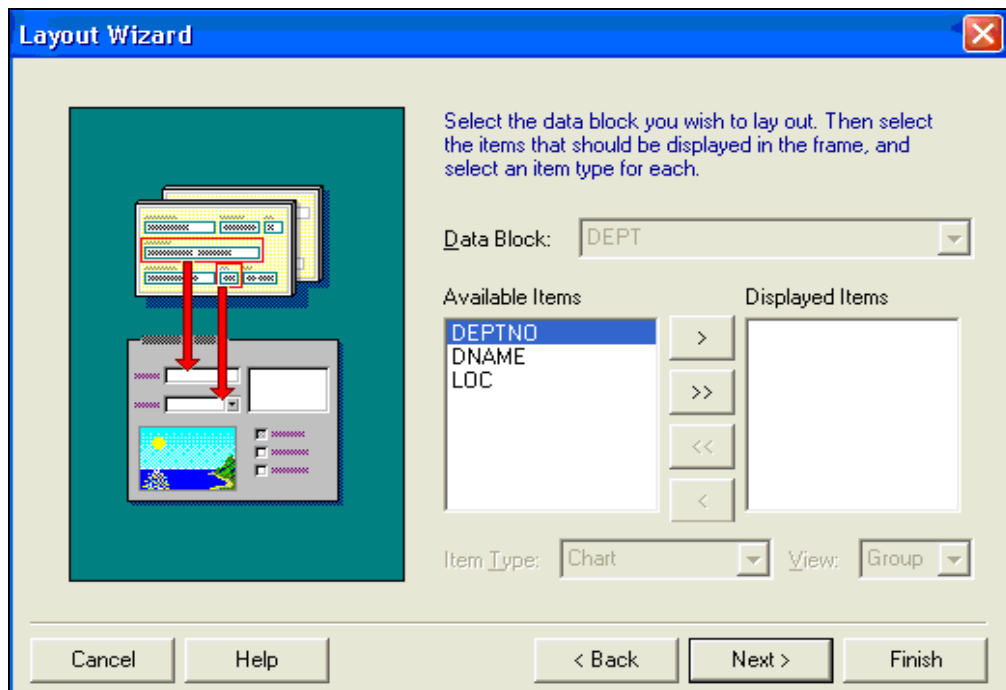 Layout Wizard
Select the data block you wish to lay out. Then select
the items that should be displayed in the frame, and
select an item type for each.
Data Block: DEPT
Available Items Displayed Items
DEPTNO
DNAME
LOC
>
>>
<<
<
Item Type: Chart View: Group
Cancel Help < Back Next > Finish